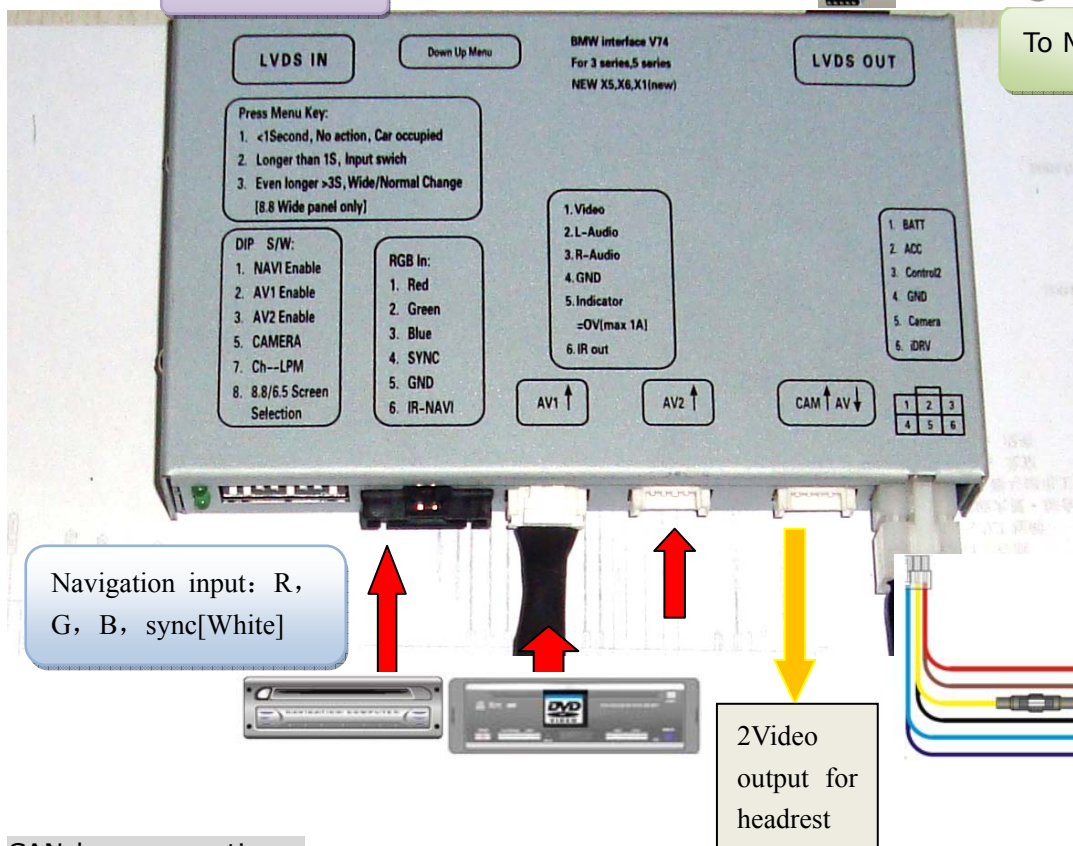 To
LVDS IN
Down Up Menu
BMW interface V74
For 3 series,5 series
NEW X5,X6,X1(new)
LVDS OUT
Press Menu Key:
1. <1Second, No action, Car occupied
2. Longer than 1S, Input swich
3. Even longer >3S, Wide/Normal Change
[8.8 Wide panel only]
DIP S/W:
1. NAVI Enable
2. AV1 Enable
3. AV2 Enable
5. CAMERA
7. Ch--LPM
8. 8.8/6.5 Screen
Selection
RGB In:
1. Red
2. Green
3. Blue
4. SYNC
5. GND
6. IR-NAVI
1.Video
2.L-Audio
3.R-Audio
4.GND
5.Indicator
=OV[max 1A]
6.IR out
1. BATT
2. ACC
3. Control2
4. GND
5. Camera
6. iDRV
AV1
AV2
CAM AV
1 2 3
4 5 6
Navigation input: R,
G, B, sync[White]
NAVIGATION COMPUTER
DVD
VIDEO
2Video
output for
headrest